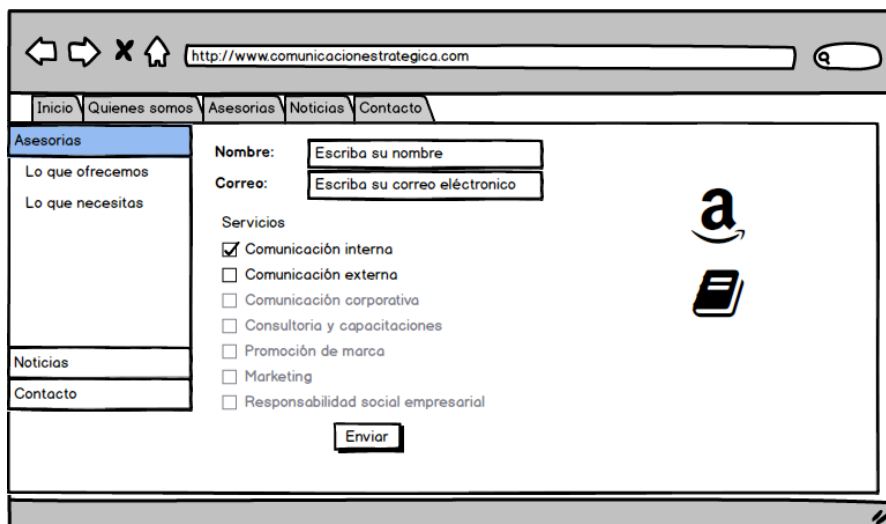 http://www.comunicacionestrategica.com
Inicio Quienes somos Asesorias Noticias Contacto
Asesorias
Lo que ofrecemos
Lo que necesitas
Noticias
Contacto
Nombre: Escriba su nombre
Correo: Escriba su correo eléctronico
Servicios
Comunicación interna
Comunicación externa
Comunicación corporativa
Consultoria y capacitaciones
Promoción de marca
Marketing
Responsabilidad social empresarial
Enviar
a